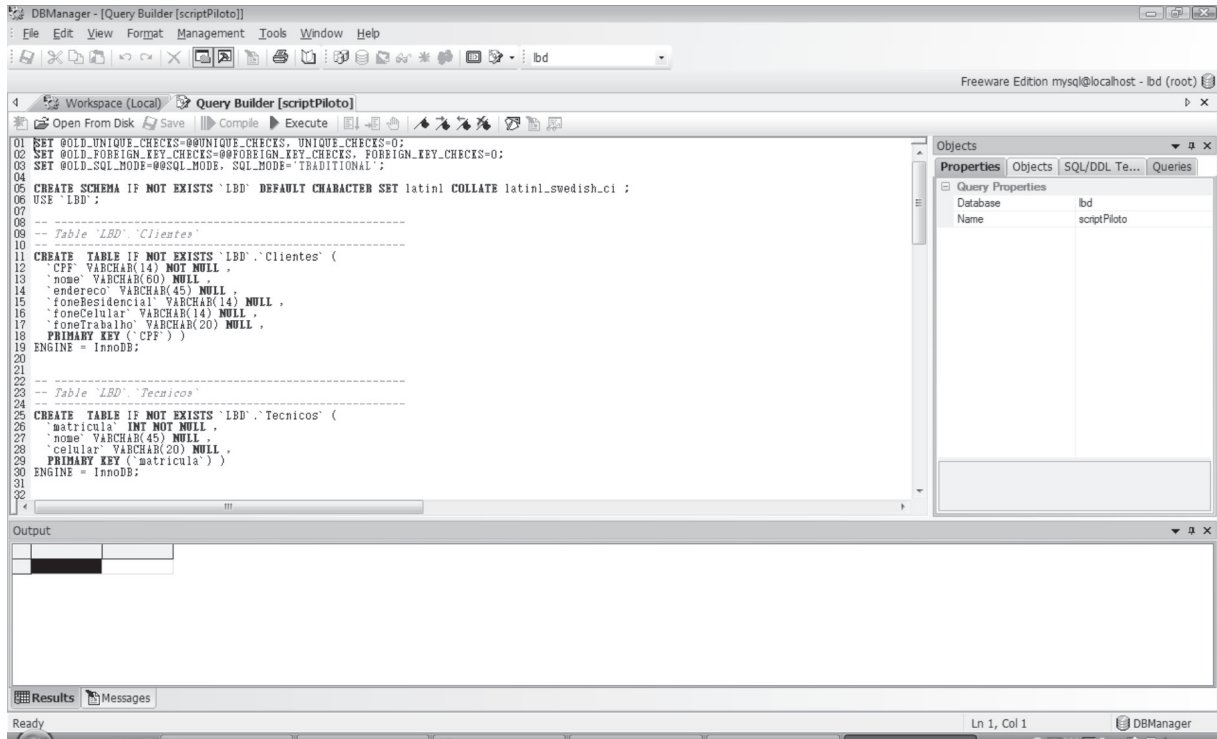 DBManager - [Query Builder [scriptPiloto]]
File Edit View Format Management Tools Window Help
lbd
Freeware Edition mysql@localhost - lbd (root)
Workspace (Local) Query Builder [scriptPiloto]
Open From Disk Save Compile Execute
01 SET @OLD_UNIQUE_CHECKS=@@UNIQUE_CHECKS, UNIQUE_CHECKS=0;
02 SET @OLD_FOREIGN_KEY_CHECKS=@@FOREIGN_KEY_CHECKS, FOREIGN_KEY_CHECKS=0;
03 SET @OLD_SQL_MODE=@@SQL_MODE, SQL_MODE='TRADITIONAL';
04
05 CREATE SCHEMA IF NOT EXISTS `LBD` DEFAULT CHARACTER SET latin1 COLLATE latin1_swedish_ci ;
06 USE `LBD`;
07
08 -- -----------------------------------------------------
09 -- Table `LBD`.`Clientes`
10 -- -----------------------------------------------------
11 CREATE  TABLE IF NOT EXISTS `LBD`.`Clientes` (
12 `CPF` VARCHAR(14) NOT NULL ,
13 `nome` VARCHAR(60) NULL ,
14 `endereco` VARCHAR(45) NULL ,
15 `foneResidencial` VARCHAR(14) NULL ,
16 `foneCelular` VARCHAR(14) NULL ,
17 `foneTrabalho` VARCHAR(20) NULL ,
18 PRIMARY KEY (`CPF`) )
19 ENGINE = InnoDB;
20
21
22 -- -----------------------------------------------------
23 -- Table `LBD`.`Tecnicos`
24 -- -----------------------------------------------------
25 CREATE  TABLE IF NOT EXISTS `LBD`.`Tecnicos` (
26 `matricula` INT NOT NULL ,
27 `nome` VARCHAR(45) NULL ,
28 `celular` VARCHAR(20) NULL ,
29 PRIMARY KEY (`matricula`) )
30 ENGINE = InnoDB;
31
32
Objects
Properties Objects SQL/DDL Te... Queries
Query Properties
Database lbd
Name scriptPiloto
Output
Results Messages
Ready Ln 1, Col 1 DBManager